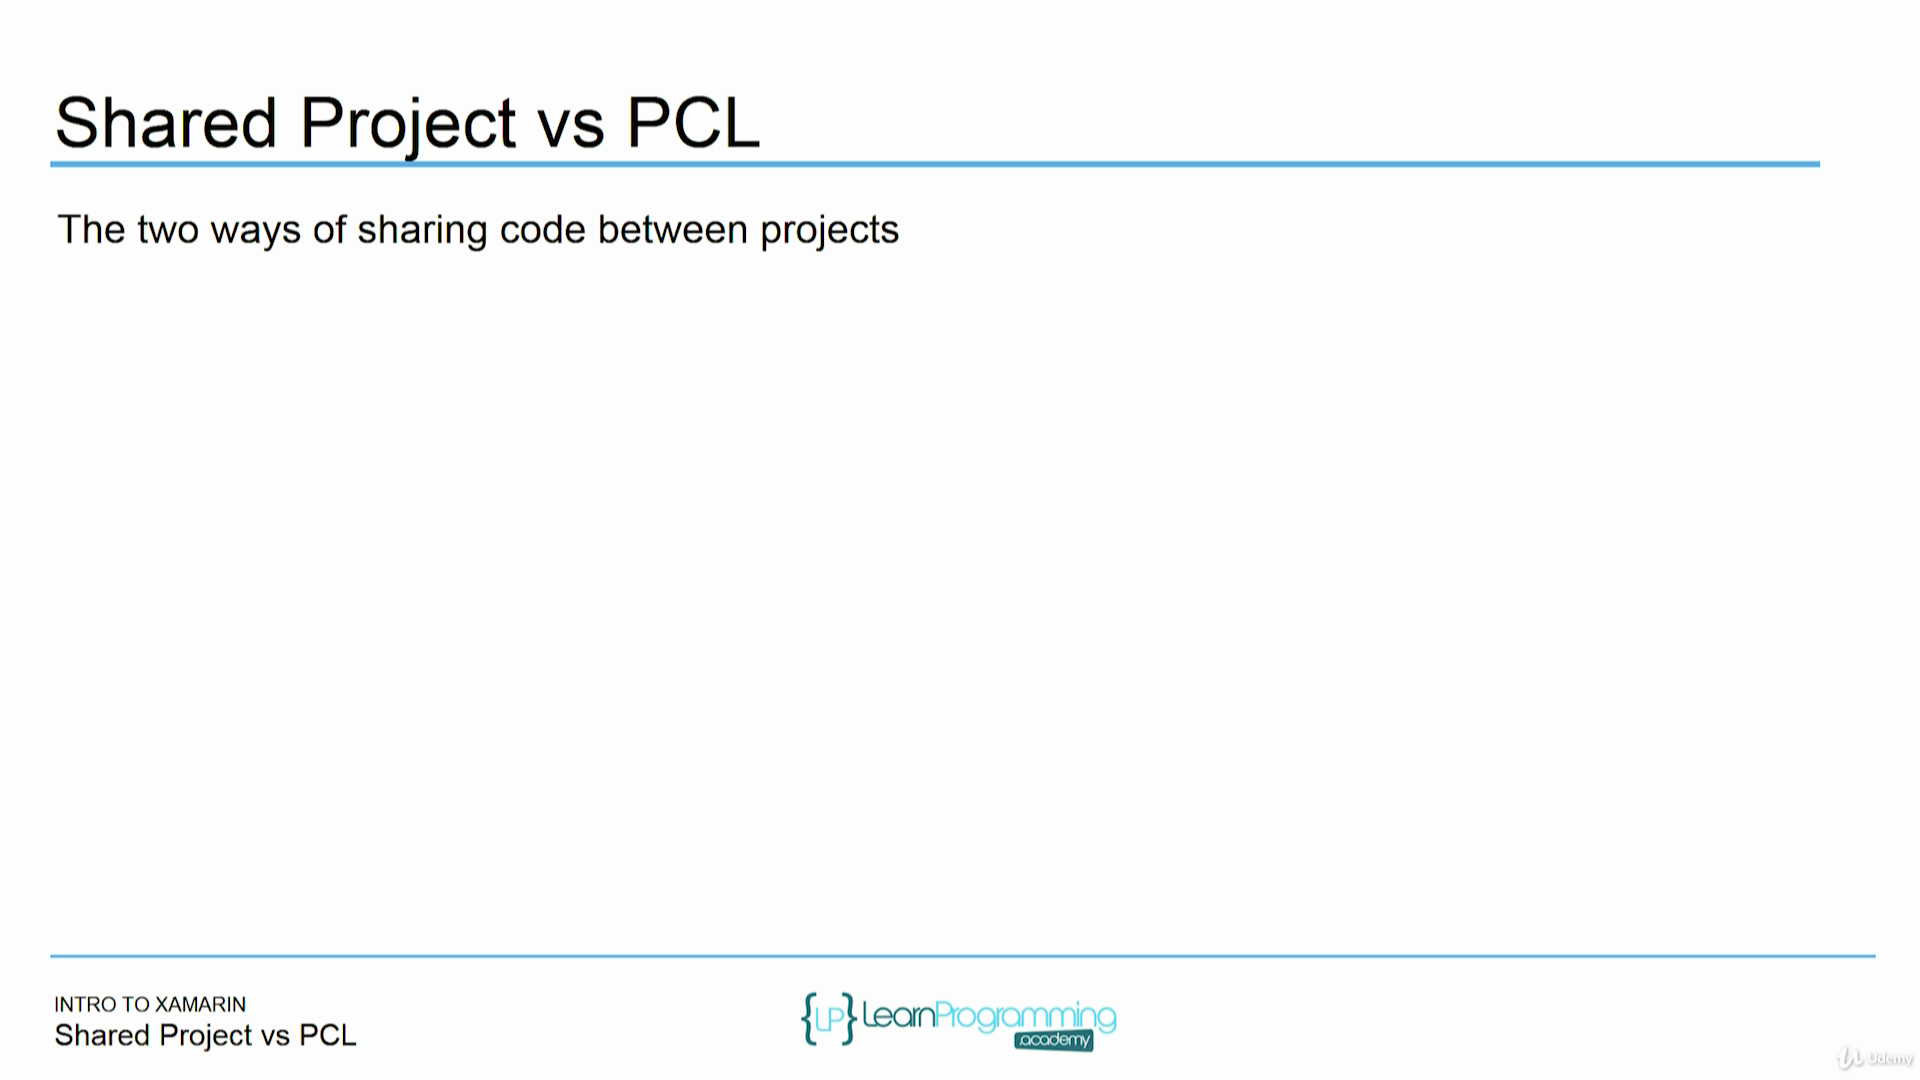 Shared Project vs PCL
The two ways of sharing code between projects
INTRO TO XAMARIN
Shared Project vs PCL
{LP} LearnProgramming
.academy
Udemy